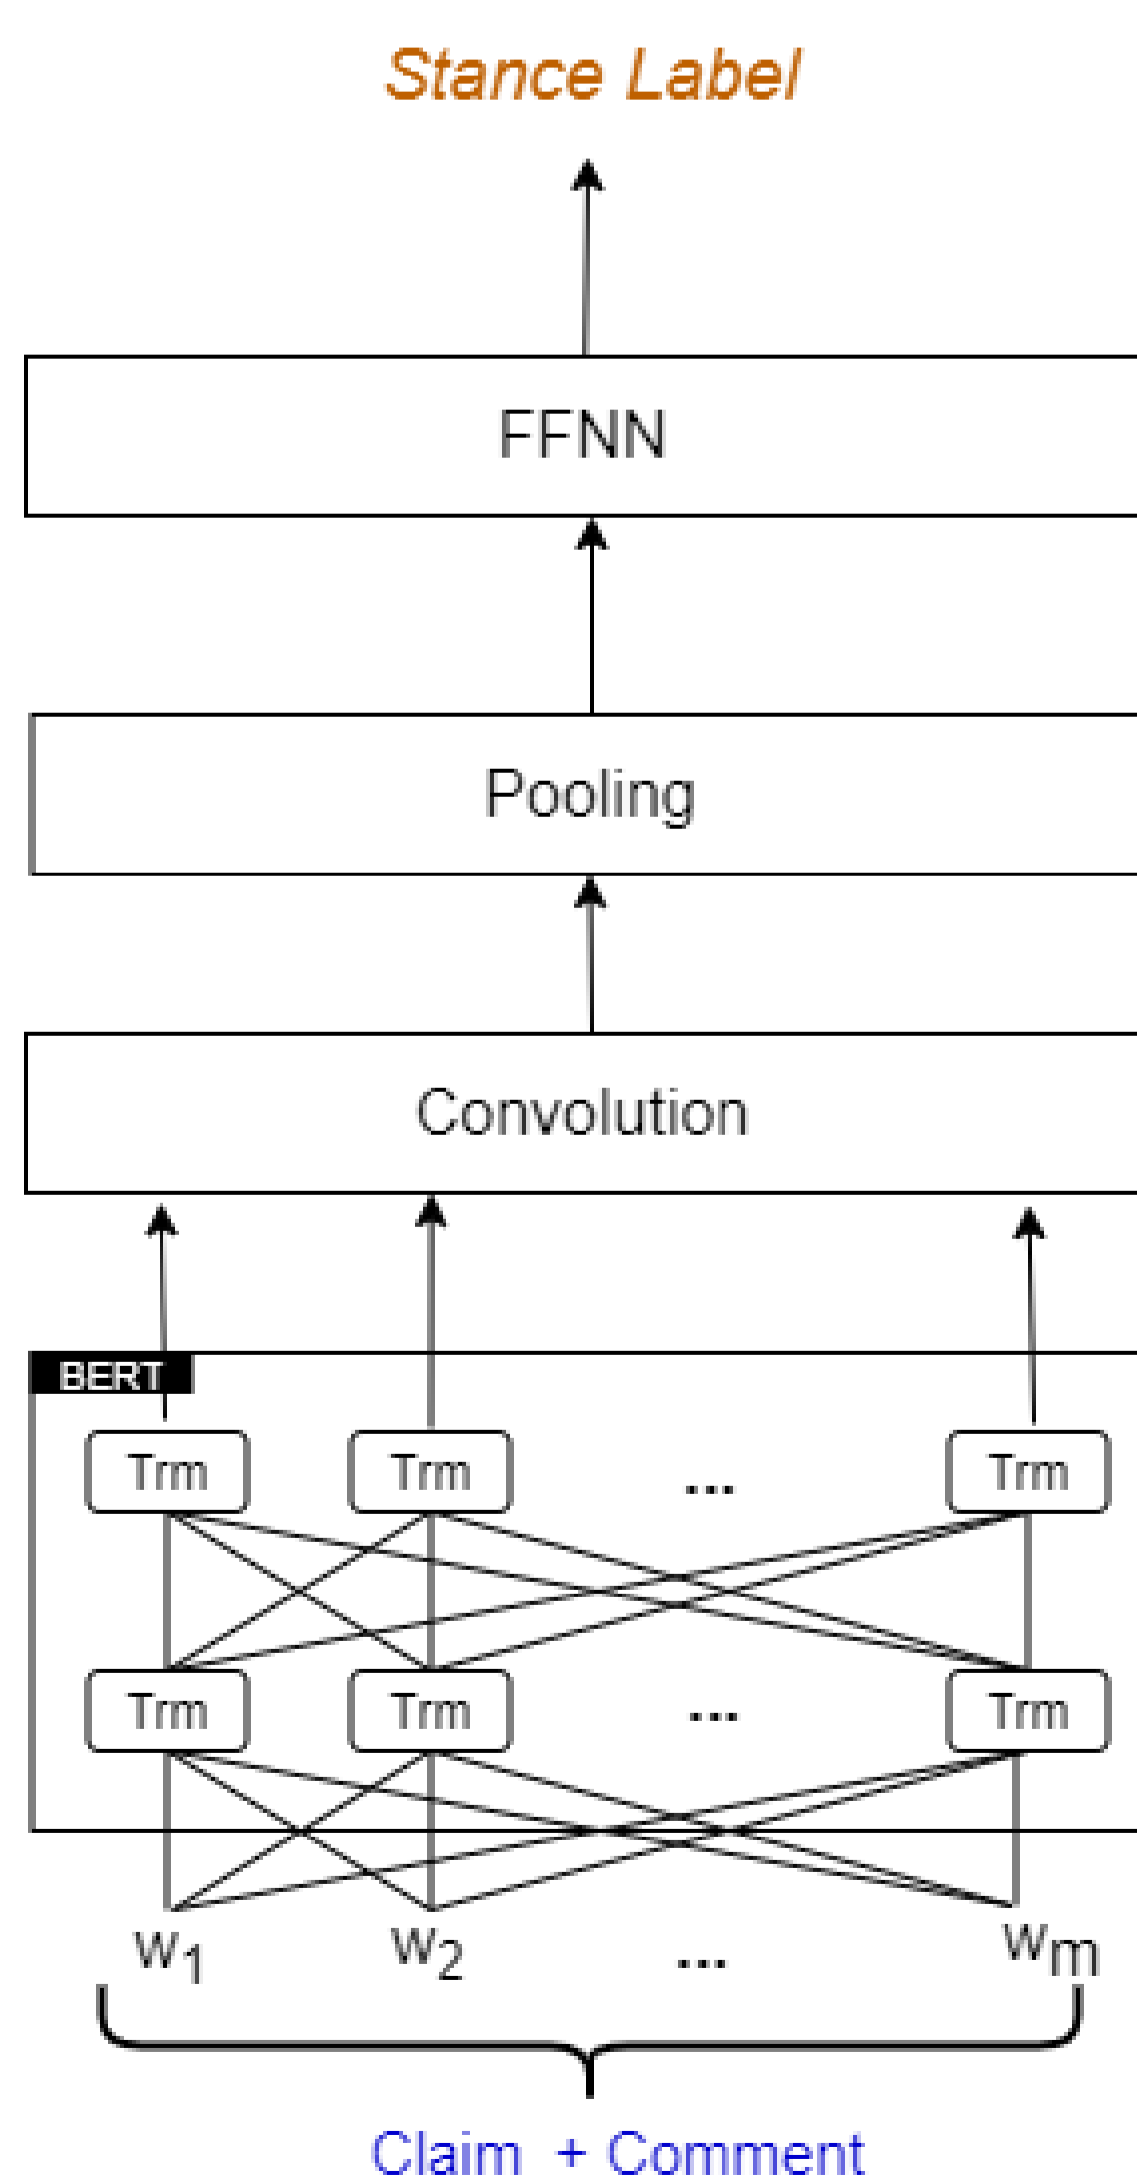 Stance Label
FFNN
Pooling
Convolution
BERT
Trm Trm ... Trm
Trm Trm ... Trm
w1 w2 ... wm
Claim + Comment